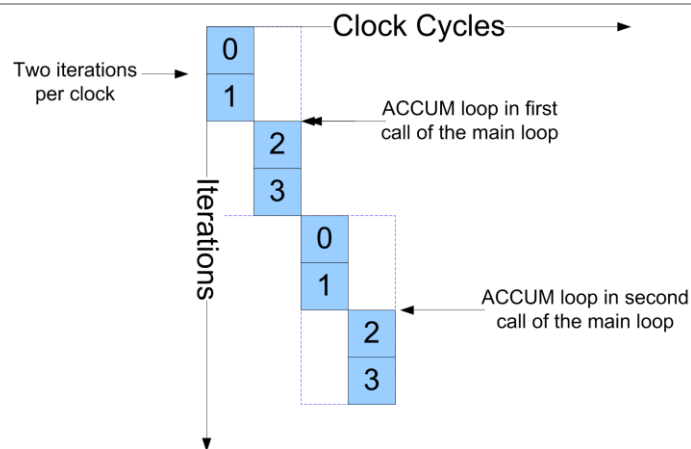 Clock Cycles
Two iterations
per clock
0
1
ACCUM loop in first
call of the main loop
2
3
Iterations
0
1
ACCUM loop in second
call of the main loop
2
3